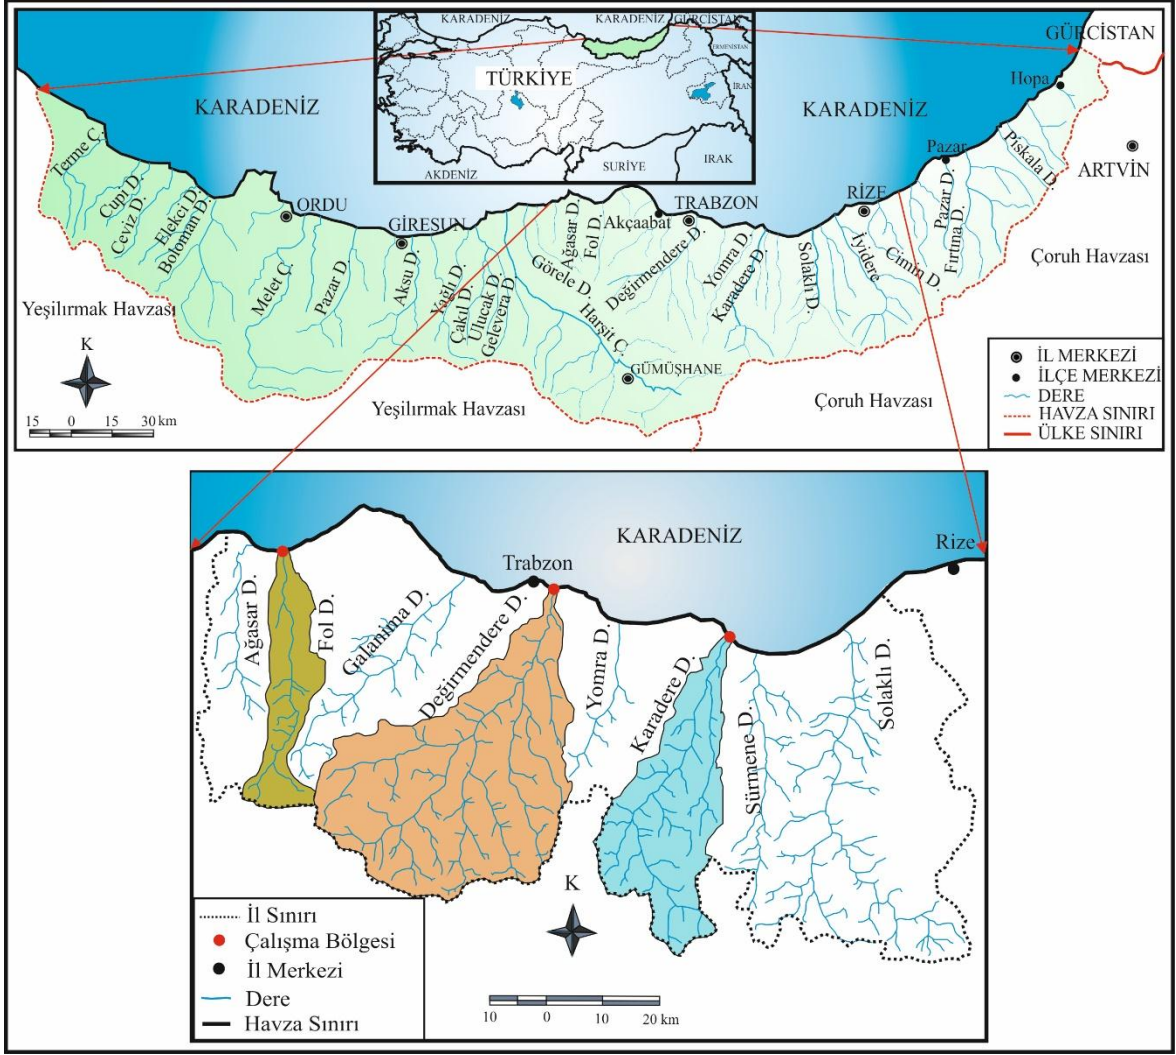 KARADENİZ
KARADENİZ
GÜRCİSTAN
ERMENİSTAN
TÜRKİYE
İRAN
AKDENİZ
SURİYE
IRAK
GÜRCİSTAN
Hopa
KARADENİZ
KARADENİZ
Pazar
Piskala D.
ARTVİN
Terme Ç.
Cupi D.
Ceviz D.
Elekci D.
Boloman D.
ORDU
GİRESUN
Melet Ç.
Pazar D.
Aksu D.
Yağlı D.
Çakıl D.
Ulucak D.
Gelevera D.
Görele D.
Ağasar D.
Fol D.
Akçaabat
TRABZON
Harşit Ç.
Değirmendere D.
Yomra D.
Karadere D.
Solaklı D.
RİZE
İyidere
Cimin D.
Pazar D.
Fırtına D.
Çoruh Havzası
Yeşilırmak Havzası
K
GÜMÜŞHANE
Yeşilırmak Havzası
Çoruh Havzası
15 0 15 30 km
İL MERKEZİ
İLÇE MERKEZİ
DERE
HAVZA SINIRI
ÜLKE SINIRI
KARADENİZ
Trabzon
Rize
Ağasar D.
Fol D.
Galanima D.
Değirmendere D.
Yomra D.
Karadere D.
Sürmene D.
Solaklı D.
K
İl Sınırı
Çalışma Bölgesi
İl Merkezi
Dere
Havza Sınırı
10 0 10 20 km